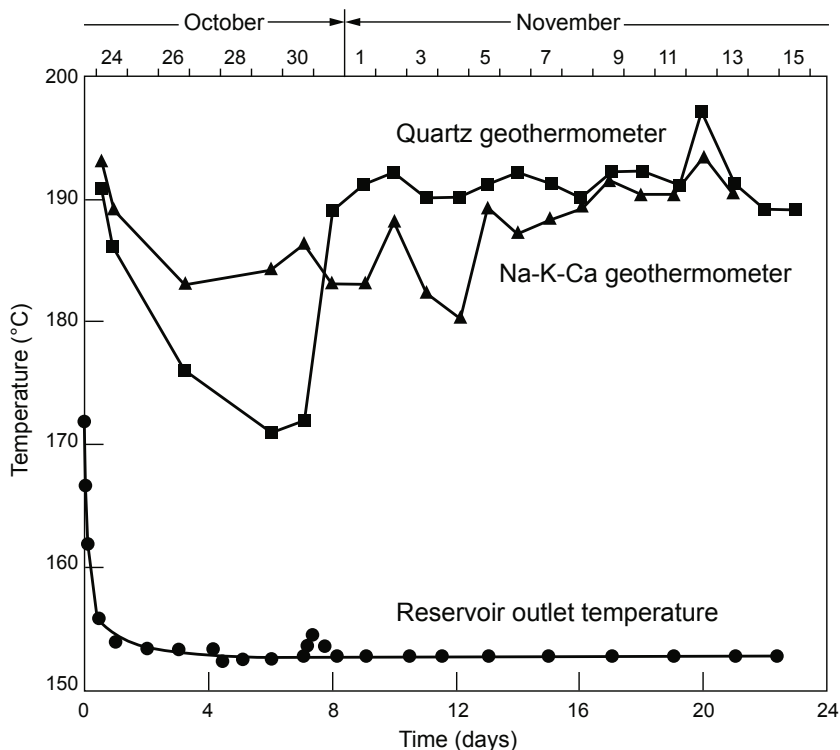 October November
24 26 28 30 1 3 5 7 9 11 13 15
200
Quartz geothermometer
190
Na-K-Ca geothermometer
180
Temperature (°C)
170
160
Reservoir outlet temperature
150
0 4 8 12 16 20 24
Time (days)